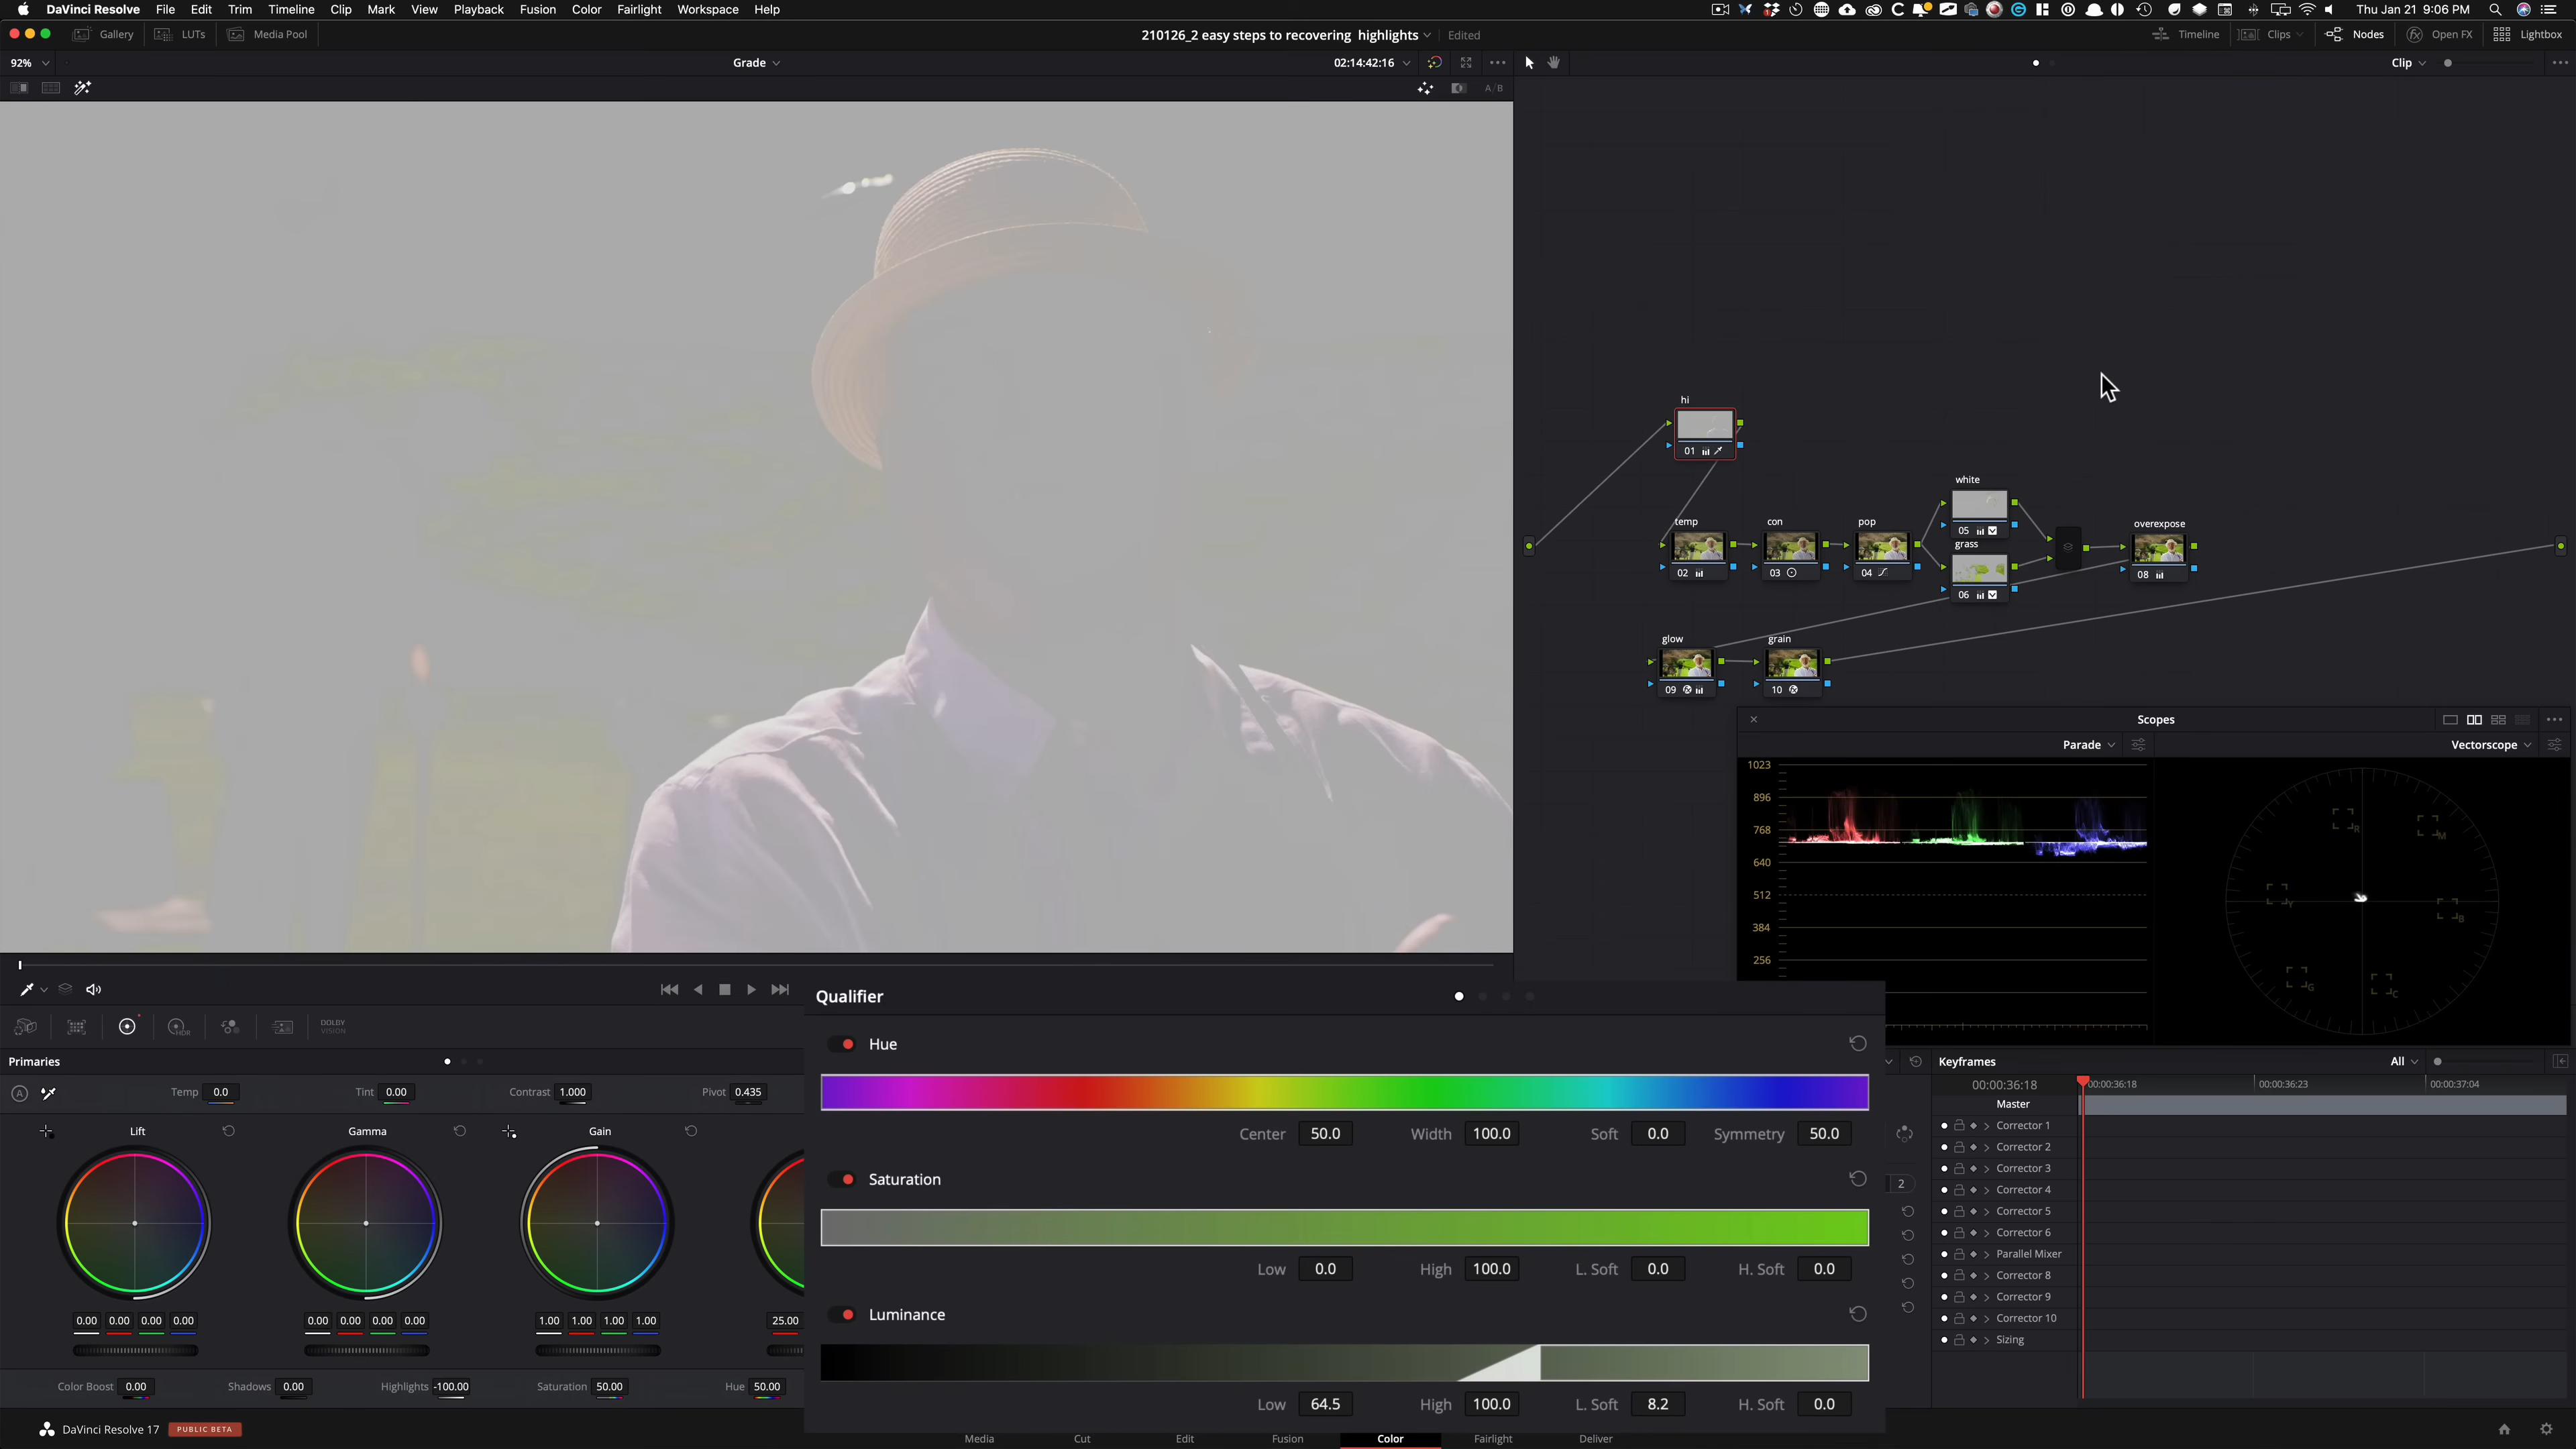 DaVinci Resolve File Edit Trim Timeline Clip Mark View Playback Fusion Color Fairlight Workspace Help Thu Jan 21 9:06 PM
Gallery LUTs Media Pool 210126_2 easy steps to recovering highlights Edited Timeline Clips Nodes Open FX Lightbox
92% Grade 02:14:42:16 Clip
A/B
hi
01
white
05
temp con pop grass overexpose
02 03 04 06 08
glow grain
09 10
Scopes
Parade Vectorscope
1023
896
768
640
512
384
256
R M Y B G C
Qualifier
Hue
Center 50.0 Width 100.0 Soft 0.0 Symmetry 50.0
Saturation
Low 0.0 High 100.0 L. Soft 0.0 H. Soft 0.0
Luminance
Low 64.5 High 100.0 L. Soft 8.2 H. Soft 0.0
HDR
DOLBY
VISION
Primaries
Temp 0.0 Tint 0.00 Contrast 1.000 Pivot 0.435
Lift Gamma Gain
0.00 0.00 0.00 0.00 0.00 0.00 0.00 0.00 1.00 1.00 1.00 1.00 25.00
Color Boost 0.00 Shadows 0.00 Highlights -100.00 Saturation 50.00 Hue 50.00
2
Keyframes All
00:00:36:18 00:00:36:18 00:00:36:23 00:00:37:04
Master
Corrector 1
Corrector 2
Corrector 3
Corrector 4
Corrector 5
Corrector 6
Parallel Mixer
Corrector 8
Corrector 9
Corrector 10
Sizing
DaVinci Resolve 17 PUBLIC BETA
Media Cut Edit Fusion Color Fairlight Deliver